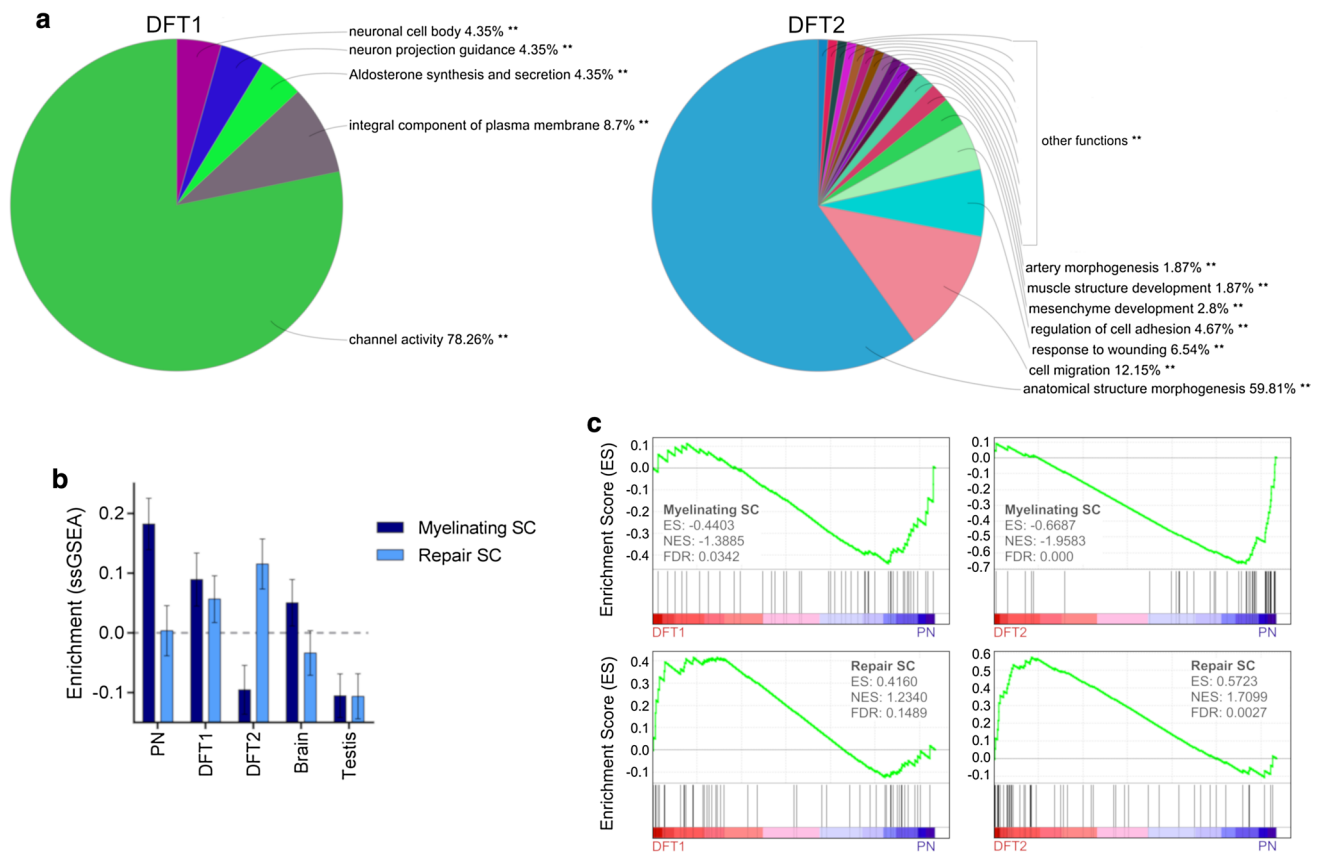 a
DFT1
neuronal cell body 4.35% **
neuron projection guidance 4.35% **
Aldosterone synthesis and secretion 4.35% **
integral component of plasma membrane 8.7% **
channel activity 78.26% **
DFT2
other functions **
artery morphogenesis 1.87% **
muscle structure development 1.87% **
mesenchyme development 2.8% **
regulation of cell adhesion 4.67% **
response to wounding 6.54% **
cell migration 12.15% **
anatomical structure morphogenesis 59.81% **
b
Enrichment (ssGSEA)
0.2
0.1
0.0
-0.1
PN
DFT1
DFT2
Brain
Testis
Myelinating SC
Repair SC
c
Enrichment Score (ES)
0.1
0.0
-0.1
-0.2
-0.3
-0.4
Myelinating SC
ES: -0.4403
NES: -1.3885
FDR: 0.0342
DFT1
PN
0.1
0.0
-0.1
-0.2
-0.3
-0.4
-0.5
-0.6
-0.7
Myelinating SC
ES: -0.6687
NES: -1.9583
FDR: 0.000
DFT2
PN
Enrichment Score (ES)
0.4
0.3
0.2
0.1
0.0
-0.1
Repair SC
ES: 0.4160
NES: 1.2340
FDR: 0.1489
DFT1
PN
0.6
0.5
0.4
0.3
0.2
0.1
0.0
-0.1
Repair SC
ES: 0.5723
NES: 1.7099
FDR: 0.0027
DFT2
PN